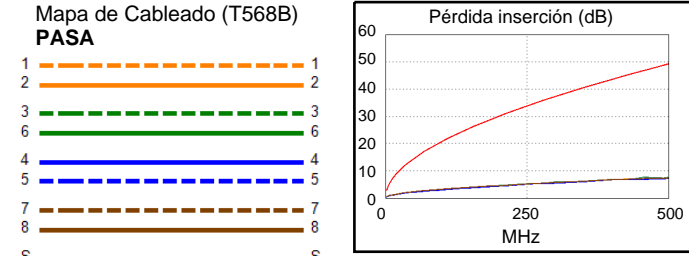 Mapa de Cableado (T568B)
PASA
1 1
2 2
3 3
6 6
4 4
5 5
7 7
8 8
S S
Pérdida inserción (dB)
60
50
40
30
20
10
0
0 250 500
MHz